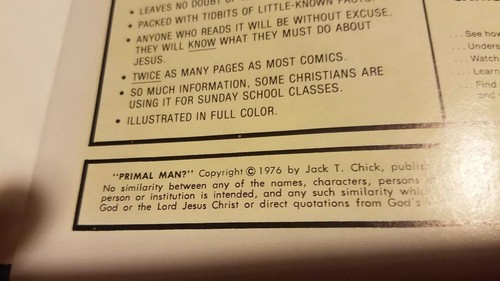 • LEAVES NO DOUBT
• PACKED WITH TIDBITS OF LITTLE-KNOWN FACTS.
• ANYONE WHO READS IT WILL BE WITHOUT EXCUSE.
THEY WILL KNOW WHAT THEY MUST DO ABOUT
JESUS.
• TWICE AS MANY PAGES AS MOST COMICS.
• SO MUCH INFORMATION, SOME CHRISTIANS ARE
USING IT FOR SUNDAY SCHOOL CLASSES.
• ILLUSTRATED IN FULL COLOR.
"PRIMAL MAN?" Copyright © 1976 by Jack T. Chick, publis
No similarity between any of the names, characters, persons
person or institution is intended, and any such similarity whic
God or the Lord Jesus Christ or direct quotations from God's
...See how
...Unders
...Watch
...Learn
...Find
and